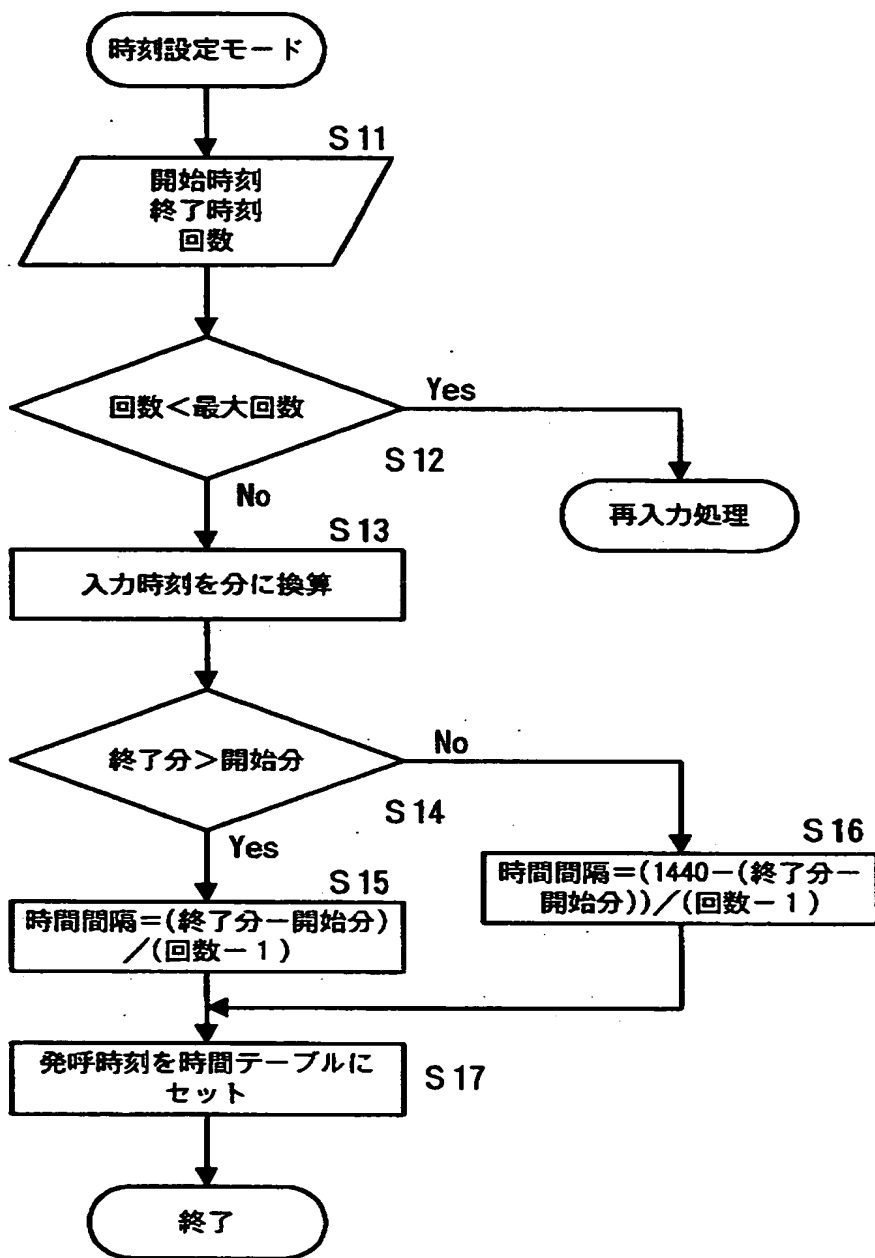 時刻設定モード
S11
開始時刻
終了時刻
回数
回数<最大回数
Yes
S12
No
再入力処理
S13
入力時刻を分に換算
終了分>開始分
No
S14
Yes
S16
時間間隔=(1440-(終了分-
開始分))/(回数-1)
S15
時間間隔=(終了分-開始分)
/(回数-1)
発呼時刻を時間テーブルに
セット
S17
終了